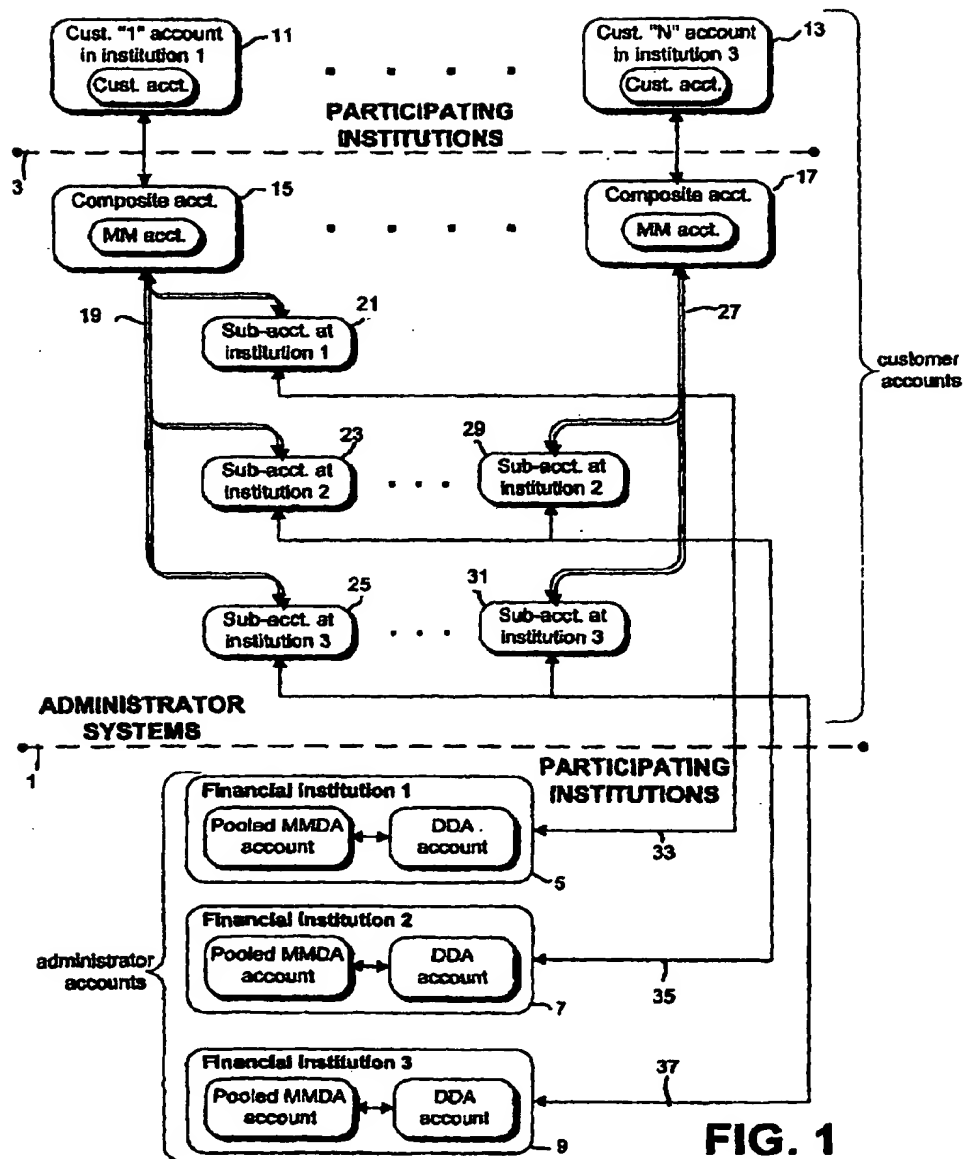 Cust. "1" account
in institution 1
Cust. acct.
11
Cust. "N" account
in institution 3
Cust. acct.
13
PARTICIPATING
INSTITUTIONS
3
Composite acct.
MM acct.
15
Composite acct.
MM acct.
17
19
21
Sub-acct. at
institution 1
27
customer
accounts
23
Sub-acct. at
institution 2
29
Sub-acct. at
institution 2
25
Sub-acct. at
institution 3
31
Sub-acct. at
institution 3
ADMINISTRATOR
SYSTEMS
1
PARTICIPATING
INSTITUTIONS
Financial institution 1
Pooled MMDA
account
DDA
account
5
33
administrator
accounts
Financial institution 2
Pooled MMDA
account
DDA
account
7
35
Financial institution 3
Pooled MMDA
account
DDA
account
9
37
FIG. 1